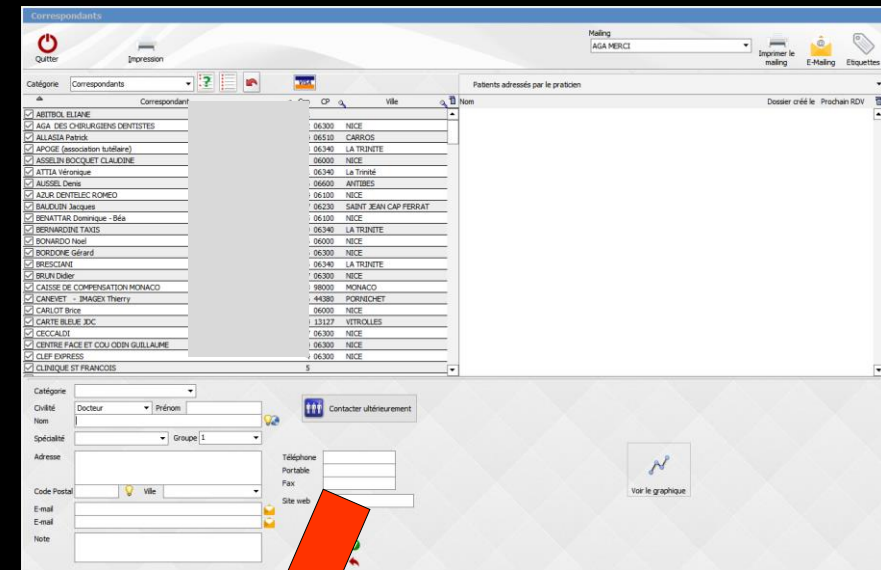 Correspondants
Quitter
Impression
Mailing
AGA MERCI
Imprimer le mailing
E-Mailing
Etiquettes
Catégorie Correspondants
VISA
Patients adressés par le praticien
Correspondant CP Ville
Nom Dossier créé le Prochain RDV
ABITBOL ELIANE
AGA DES CHIRURGIENS DENTISTES 06300 NICE
ALLASIA Patrick 06510 CARROS
APOGE (association tutélaire) 06340 LA TRINITE
ASSELIN BOCQUET CLAUDINE 06000 NICE
ATTIA Véronique 06340 La Trinité
AUSSEL Denis 06600 ANTIBES
AZUR DENTELEC ROMEO 06100 NICE
BAUDUIN Jacques 06230 SAINT JEAN CAP FERRAT
BENATTAR Dominique - Béa 06100 NICE
BERNARDINI TAXIS 06340 LA TRINITE
BONARDO Noel 06000 NICE
BORDONE Gérard 06300 NICE
BRESCIANI 06340 LA TRINITE
BRUN Didier 06300 NICE
CAISSE DE COMPENSATION MONACO 98000 MONACO
CANEVET - IMAGEX Thierry 44380 PORNICHET
CARLOT Brice 06000 NICE
CARTE BLEUE JDC 13127 VITROLLES
CECCALDI 06300 NICE
CENTRE FACE ET COU ODIN GUILLAUME 06300 NICE
CLEF EXPRESS 06300 NICE
CLINIQUE ST FRANCOIS 5
Catégorie
Civilité Docteur Prénom
Nom
Spécialité Groupe 1
Adresse
Code Postal Ville
E-mail
E-mail
Note
Contacter ultérieurement
Téléphone
Portable
Fax
Site web
Voir le graphique